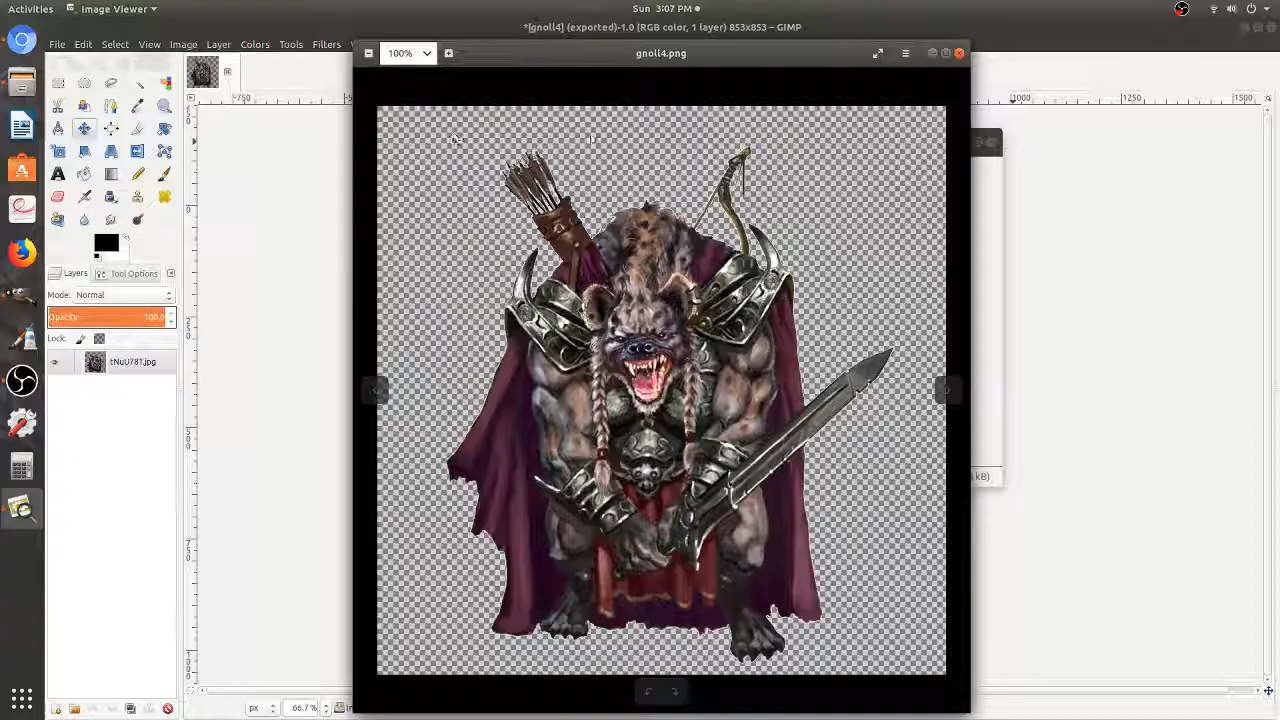 Activities
Image Viewer
Sun 3:07 PM
*[gnoll4] (exported)-1.0 (RGB color, 1 layer) 853x853 – GIMP
File Edit Select View Image Layer Colors Tools Filters
100%
gnoll4.png
-750
1000
1250
1500
Layers
Tool Options
Mode: Normal
Opacity 100.0
Lock:
tNuU78T.jpg
kB)
px
66.7%